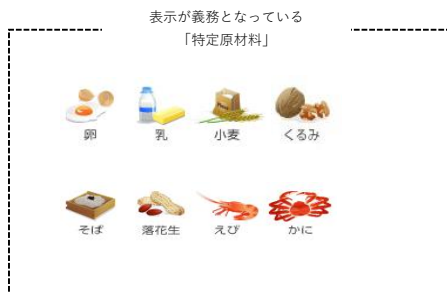 表示が義務となっている
「特定原材料」
卵 乳 小麦 くるみ
そば 落花生 えび かに